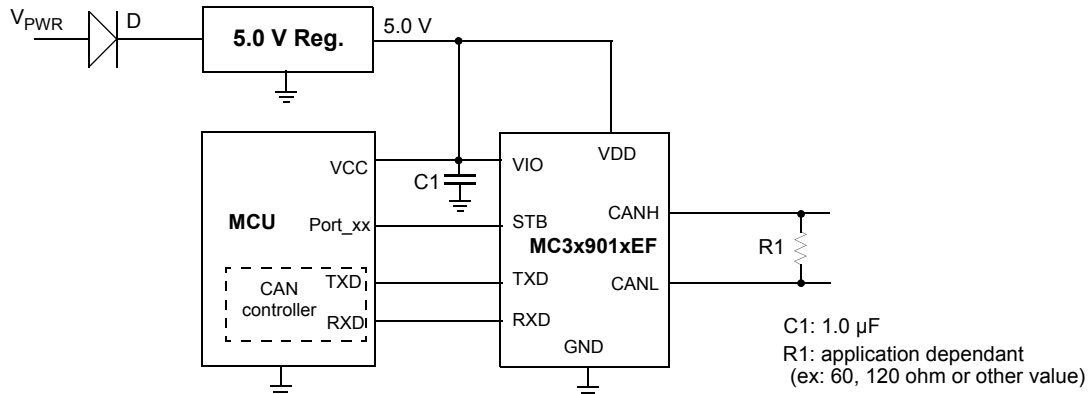 VPWR
D
5.0 V Reg.
5.0 V
VCC
C1
VIO
VDD
MCU
Port_xx
STB
CANH
MC3x901xEF
R1
CAN
controller
TXD
TXD
CANL
RXD
RXD
GND
C1: 1.0 µF
R1: application dependant
(ex: 60, 120 ohm or other value)